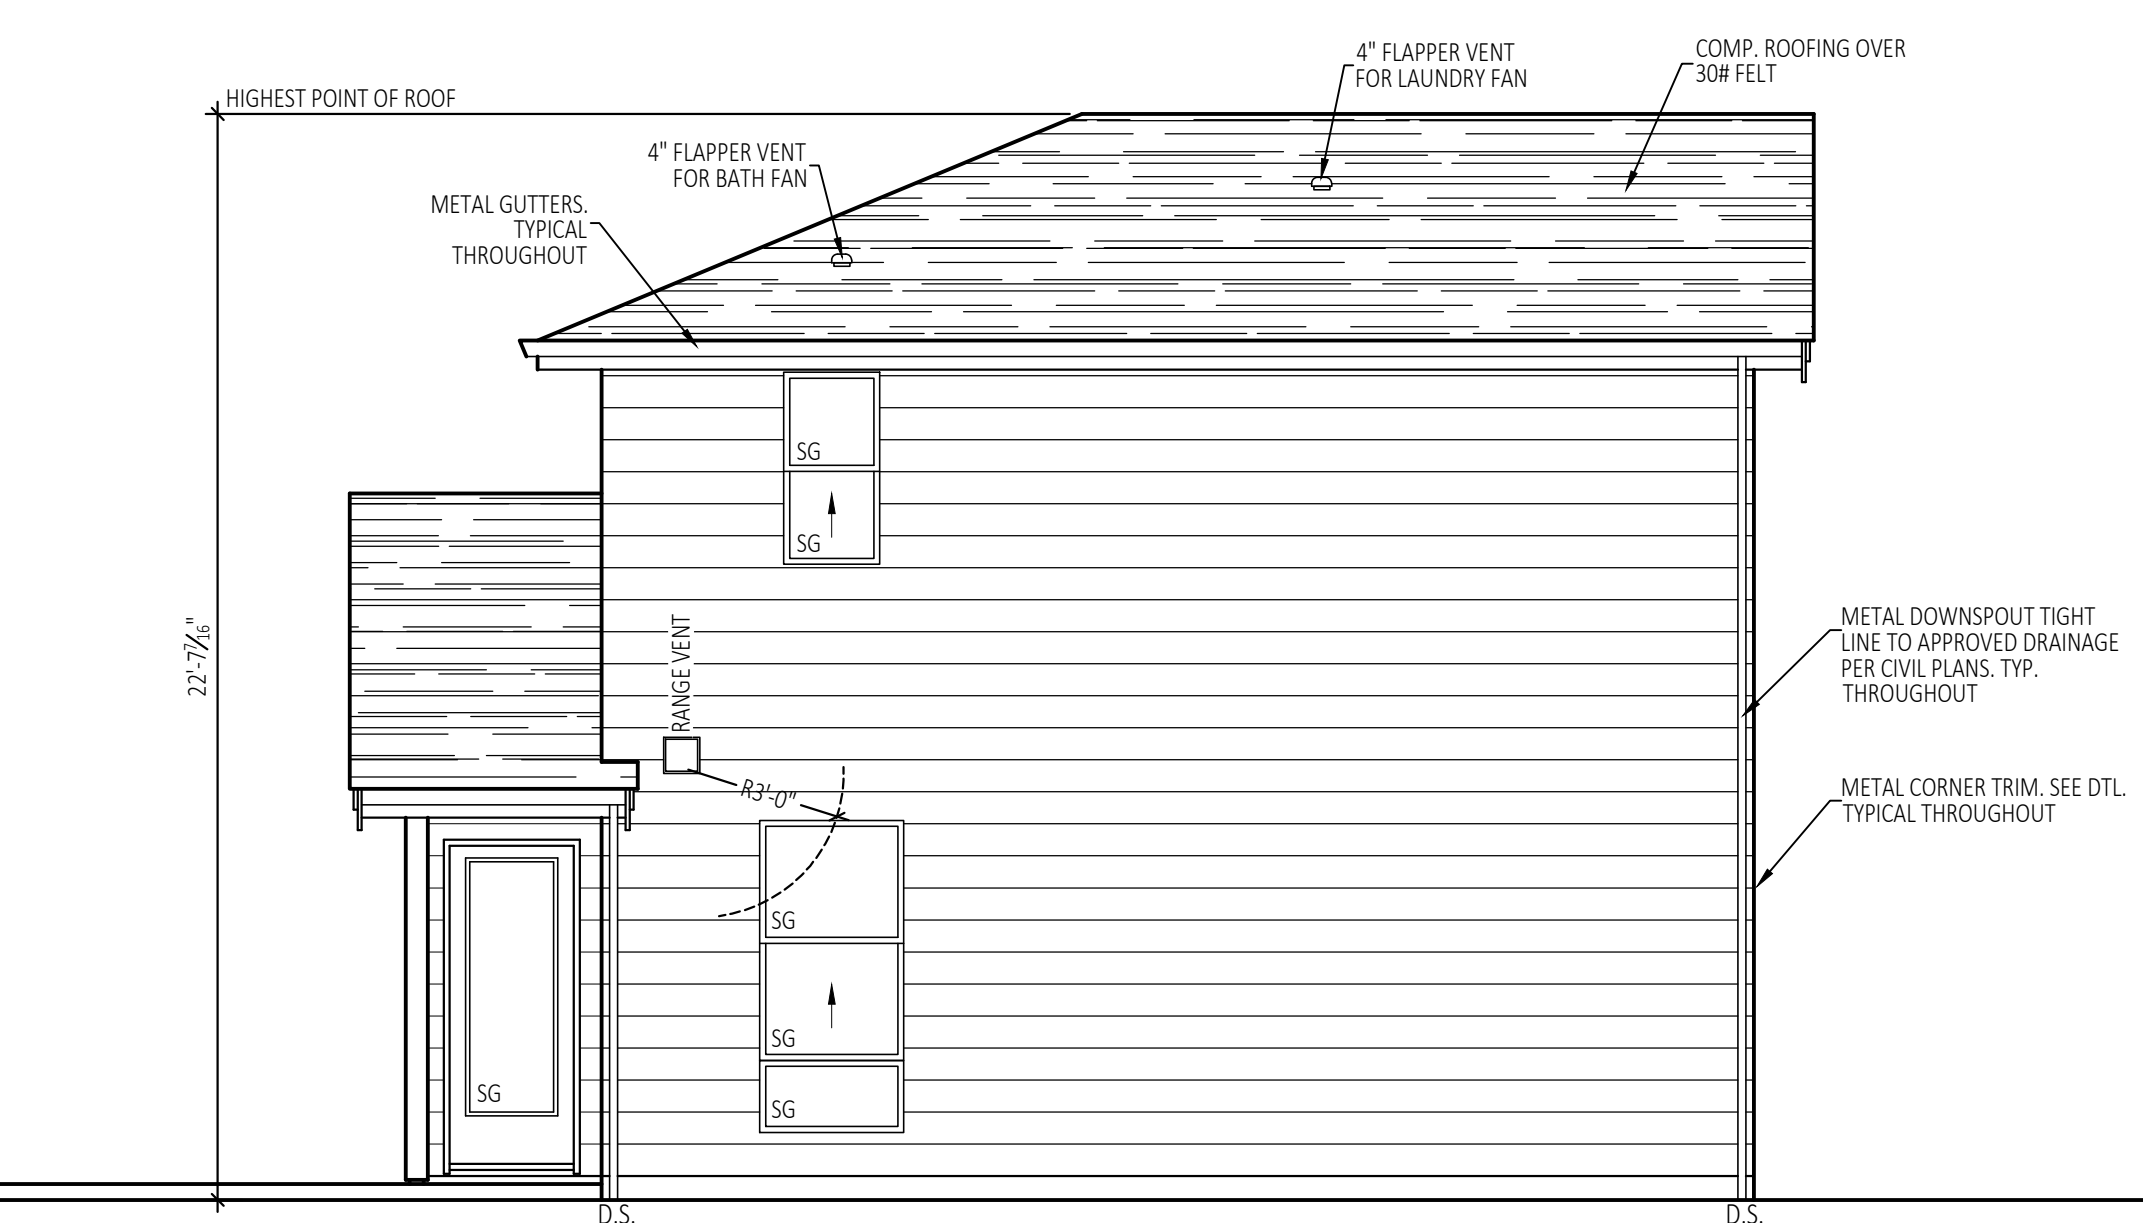 4" FLAPPER VENT
FOR LAUNDRY FAN
COMP. ROOFING OVER
30# FELT
HIGHEST POINT OF ROOF
4" FLAPPER VENT
FOR BATH FAN
METAL GUTTERS.
TYPICAL
THROUGHOUT
SG
SG
22'-7 7/16"
RANGE VENT
METAL DOWNSPOUT TIGHT
LINE TO APPROVED DRAINAGE
PER CIVIL PLANS. TYP.
THROUGHOUT
R3'-0"
METAL CORNER TRIM. SEE DTL.
TYPICAL THROUGHOUT
SG
SG
SG
SG
D.S.
D.S.